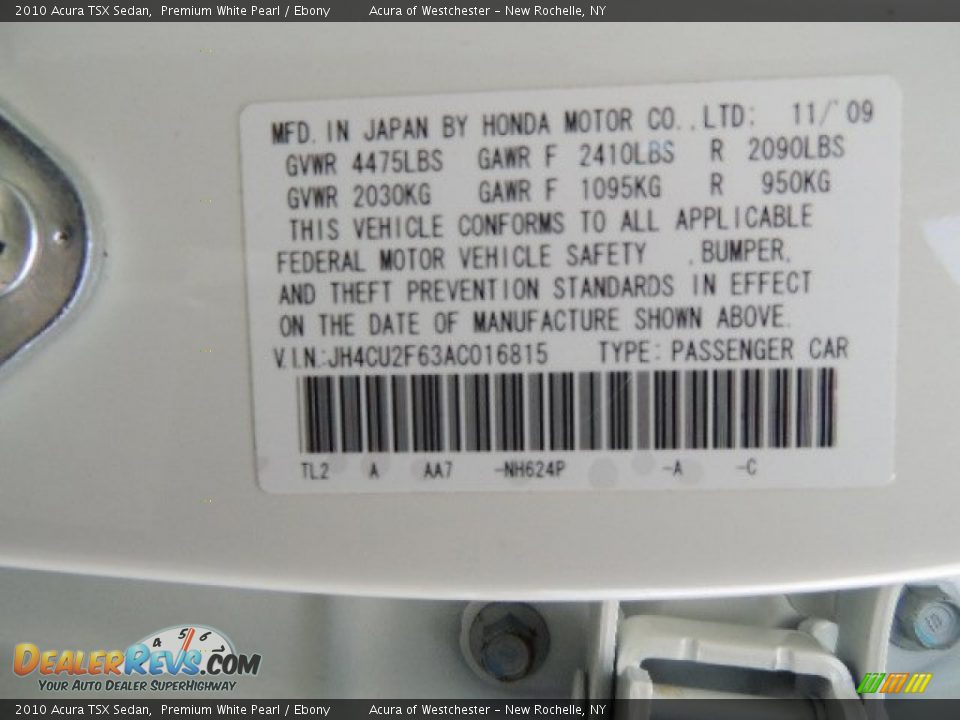 2010 Acura TSX Sedan, Premium White Pearl / Ebony Acura of Westchester - New Rochelle, NY
MFD. IN JAPAN BY HONDA MOTOR CO., LTD: 11/'09
GVWR 4475LBS GAWR F 2410LBS R 2090LBS
GVWR 2030KG GAWR F 1095KG R 950KG
THIS VEHICLE CONFORMS TO ALL APPLICABLE
FEDERAL MOTOR VEHICLE SAFETY , BUMPER,
AND THEFT PREVENTION STANDARDS IN EFFECT
ON THE DATE OF MANUFACTURE SHOWN ABOVE.
V.I.N.:JH4CU2F63AC016815 TYPE: PASSENGER CAR
TL2 A AA7 -NH624P -A -C
4 5 6
DEALERREVS.COM
YOUR AUTO DEALER SUPERHIGHWAY
2010 Acura TSX Sedan, Premium White Pearl / Ebony Acura of Westchester - New Rochelle, NY